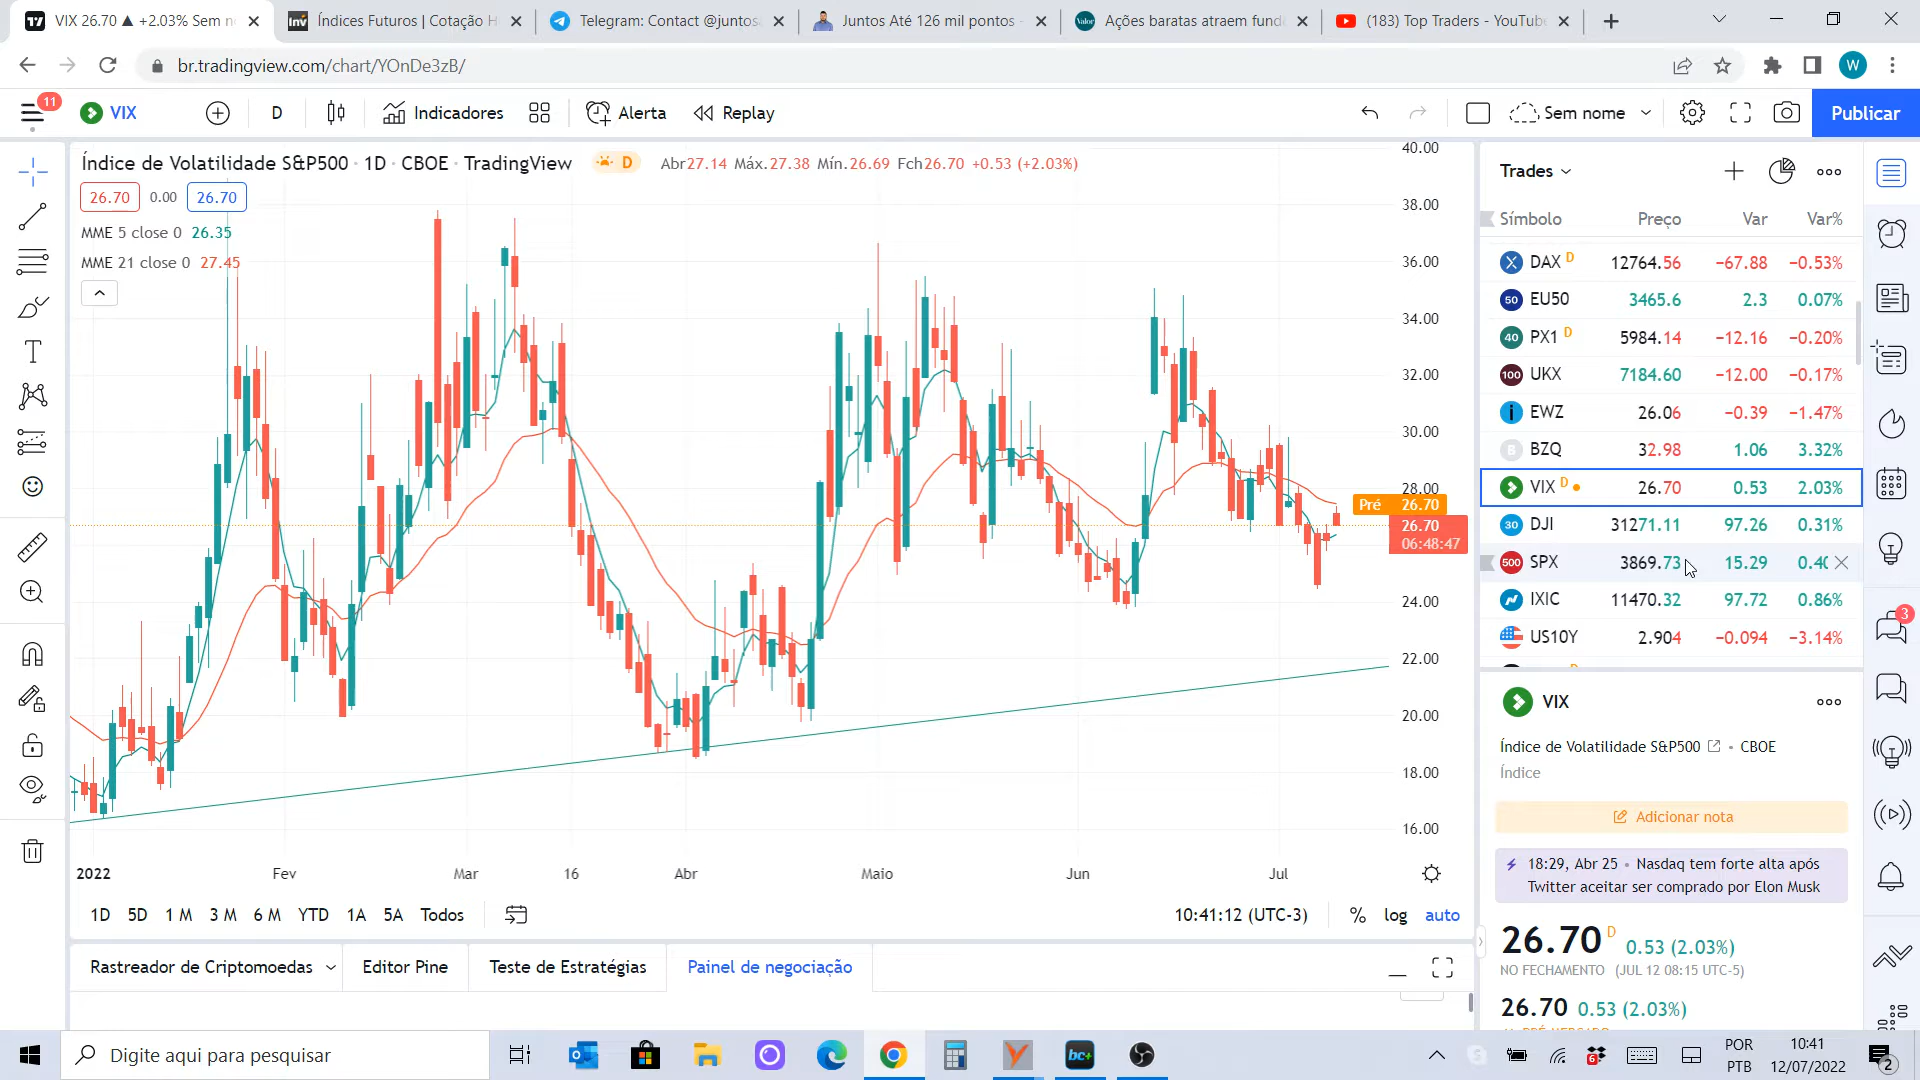 VIX 26.70 ▲ +2.03% Sem n
Índices Futuros | Cotação H
Telegram: Contact @juntos
Juntos Até 126 mil pontos -
Ações baratas atraem fund
(183) Top Traders - YouTube
br.tradingview.com/chart/YOnDe3zB/
W
11
VIX
D
Indicadores
Alerta
Replay
Sem nome
Publicar
Índice de Volatilidade S&P500 · 1D · CBOE · TradingView
D
Abr27.14 Máx.27.38 Mín.26.69 Fch26.70 +0.53 (+2.03%)
26.70
0.00
26.70
MME 5 close 0 26.35
MME 21 close 0 27.45
40.00
38.00
36.00
34.00
32.00
30.00
28.00
Pré 26.70
26.70
06:48:47
24.00
22.00
20.00
18.00
16.00
2022
Fev
Mar
16
Abr
Maio
Jun
Jul
1D
5D
1 M
3 M
6 M
YTD
1A
5A
Todos
10:41:12 (UTC-3)
%
log
auto
Rastreador de Criptomoedas
Editor Pine
Teste de Estratégias
Painel de negociação
Trades
Símbolo Preço Var Var%
DAX D 12764.56 −67.88 −0.53%
50 EU50 3465.6 2.3 0.07%
40 PX1 D 5984.14 −12.16 −0.20%
100 UKX 7184.60 −12.00 −0.17%
EWZ 26.06 −0.39 −1.47%
B BZQ 32.98 1.06 3.32%
VIX D 26.70 0.53 2.03%
30 DJI 31271.11 97.26 0.31%
500 SPX 3869.73 15.29 0.40
IXIC 11470.32 97.72 0.86%
US10Y 2.904 −0.094 −3.14%
VIX
Índice de Volatilidade S&P500 • CBOE
Índice
Adicionar nota
18:29, Abr 25 • Nasdaq tem forte alta após
Twitter aceitar ser comprado por Elon Musk
26.70 D 0.53 (2.03%)
NO FECHAMENTO (JUL 12 08:15 UTC-5)
26.70 0.53 (2.03%)
3
Digite aqui para pesquisar
bc+
6
POR
PTB
10:41
12/07/2022
2